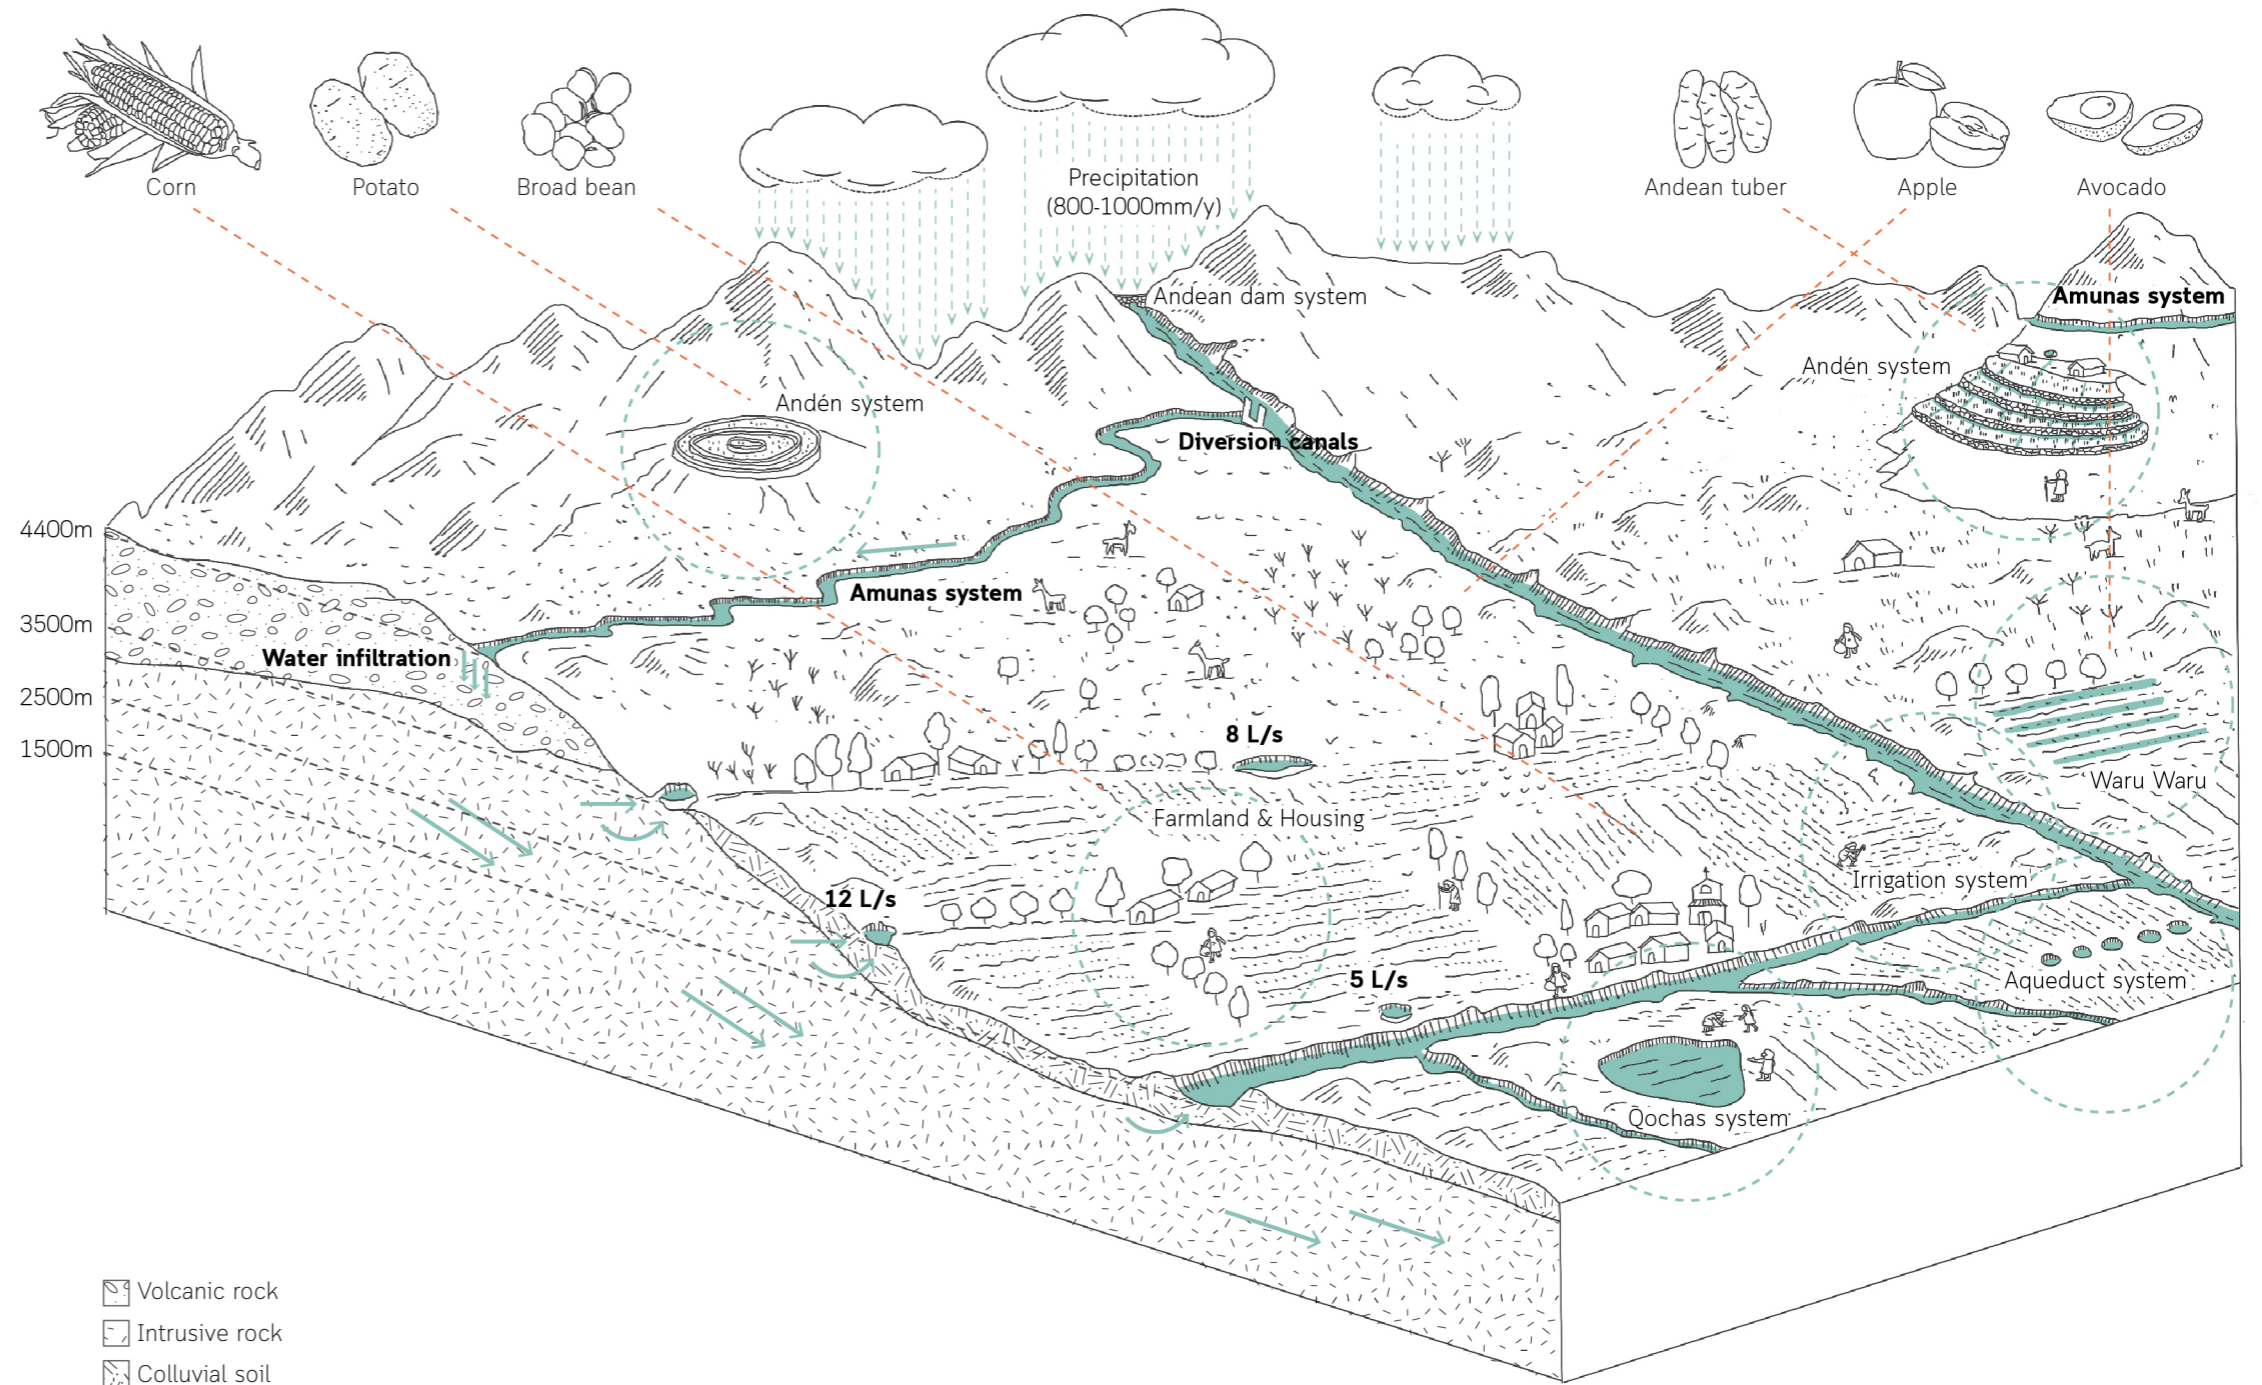 Corn
Potato
Broad bean
Precipitation
(800-1000mm/y)
Andean tuber
Apple
Avocado
Andean dam system
Amunas system
Andén system
Andén system
Diversion canals
4400m
Amunas system
3500m
Water infiltration
2500m
8 L/s
1500m
Waru Waru
Farmland & Housing
Irrigation system
12 L/s
5 L/s
Aqueduct system
Qochas system
Volcanic rock
Intrusive rock
Colluvial soil